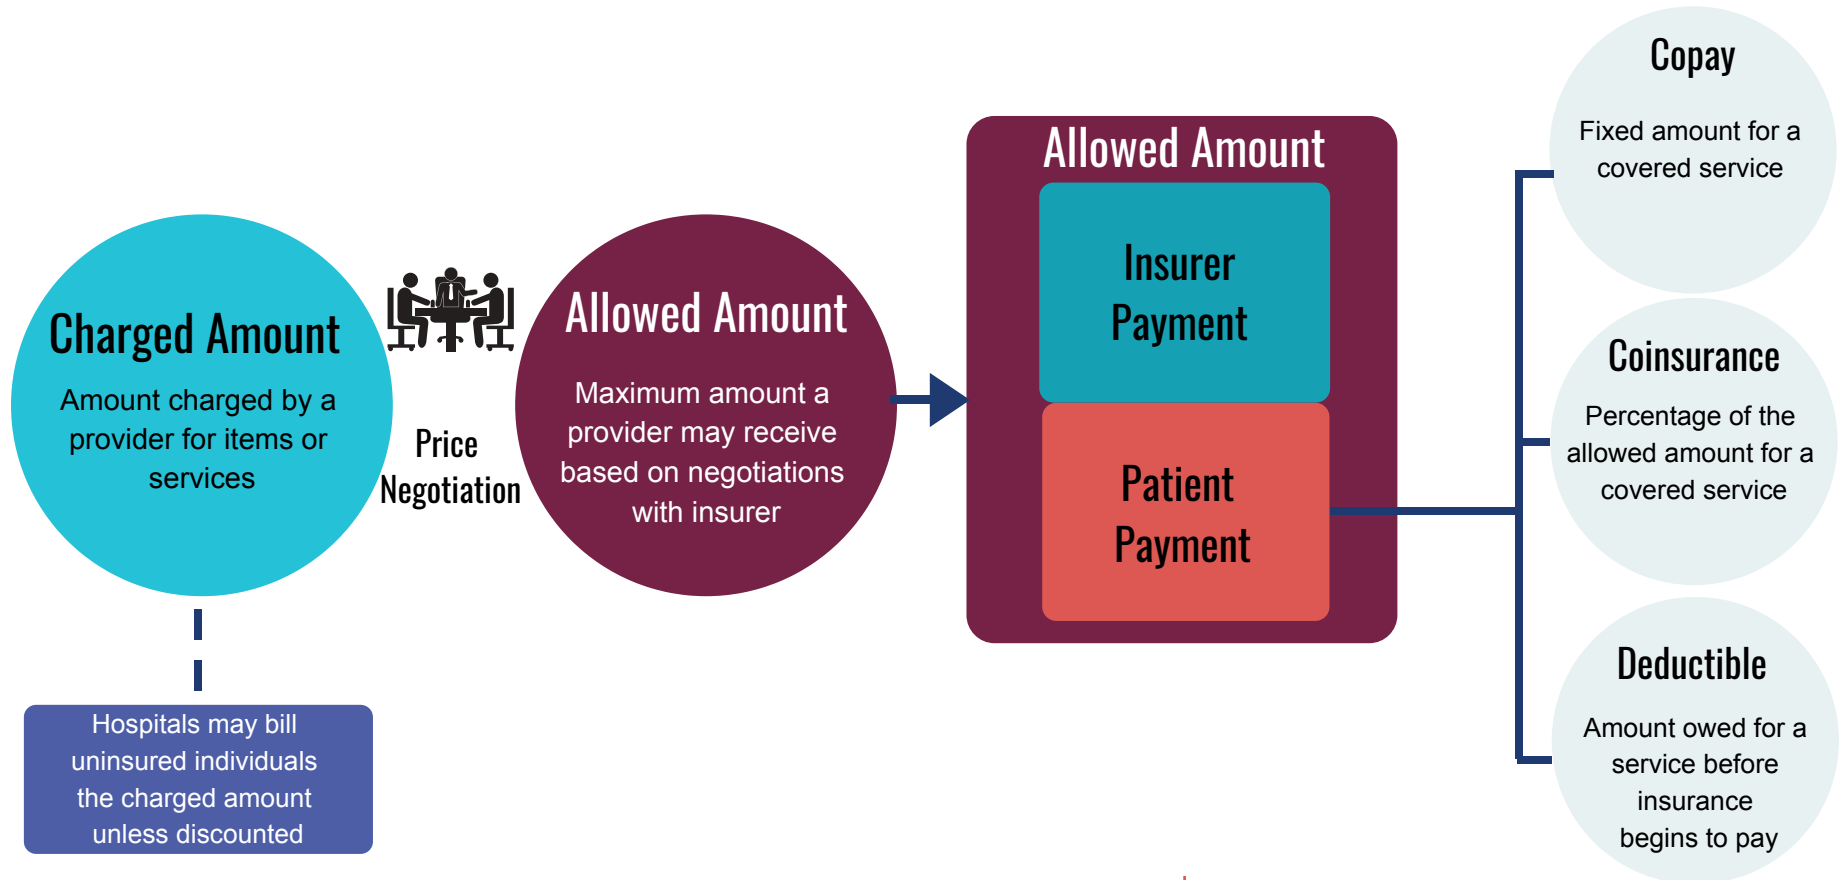 Charged Amount
Amount charged by a
provider for items or
services
Hospitals may bill
uninsured individuals
the charged amount
unless discounted
Price
Negotiation
Allowed Amount
Maximum amount a
provider may receive
based on negotiations
with insurer
Allowed Amount
Insurer
Payment
Patient
Payment
Copay
Fixed amount for a
covered service
Coinsurance
Percentage of the
allowed amount for a
covered service
Deductible
Amount owed for a
service before
insurance
begins to pay